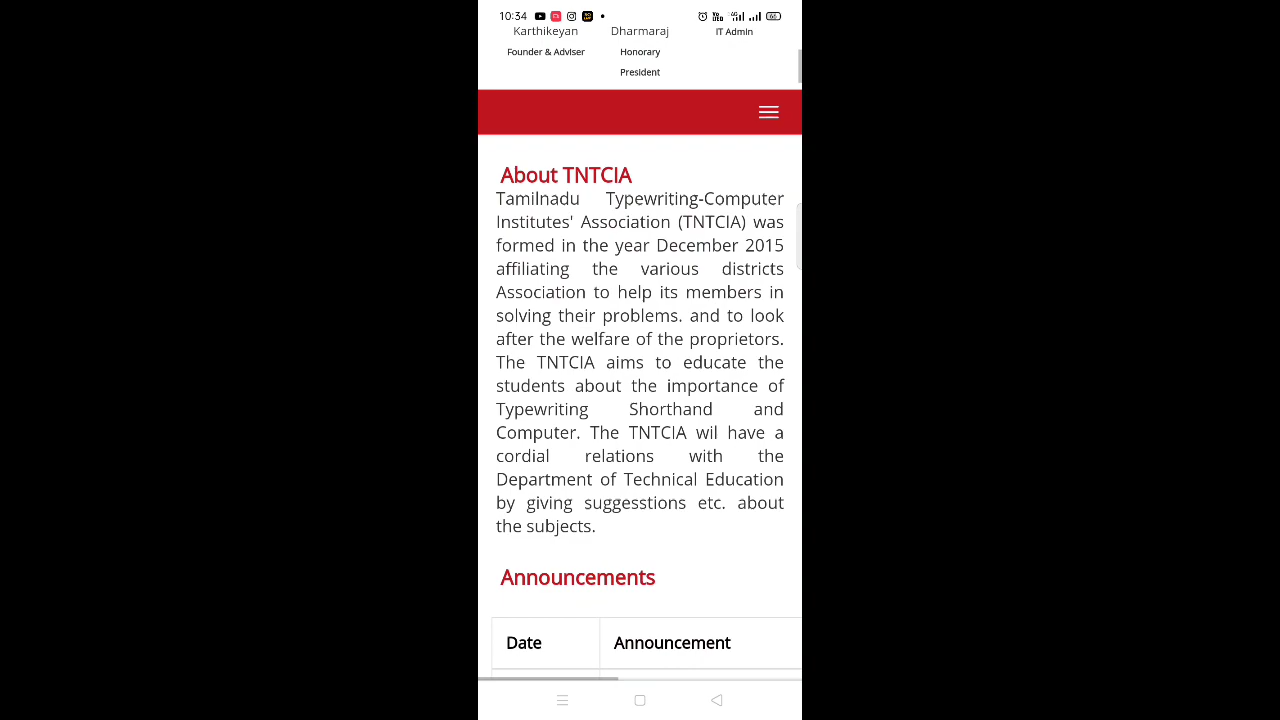 10:34
Karthikeyan Dharmaraj IT Admin
Founder & Adviser Honorary
President
About TNTCIA
Tamilnadu Typewriting-Computer
Institutes' Association (TNTCIA) was
formed in the year December 2015
affiliating the various districts
Association to help its members in
solving their problems. and to look
after the welfare of the proprietors.
The TNTCIA aims to educate the
students about the importance of
Typewriting Shorthand and
Computer. The TNTCIA wil have a
cordial relations with the
Department of Technical Education
by giving suggesstions etc. about
the subjects.
Announcements
Date Announcement